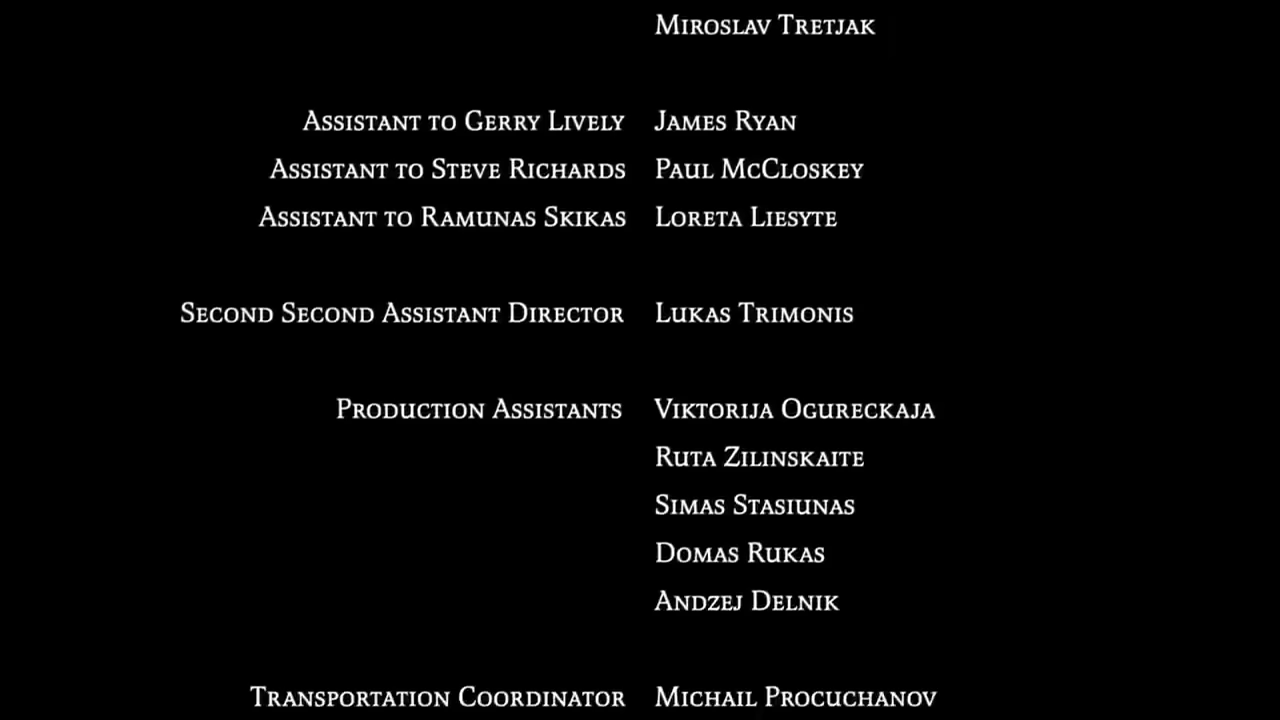 Miroslav Tretjak
Assistant to Gerry Lively James Ryan
Assistant to Steve Richards Paul McCloskey
Assistant to Ramunas Skikas Loreta Liesyte
Second Second Assistant Director Lukas Trimonis
Production Assistants Viktorija Ogureckaja
Ruta Zilinskaite
Simas Stasiunas
Domas Rukas
Andzej Delnik
Transportation Coordinator Michail Procuchanov